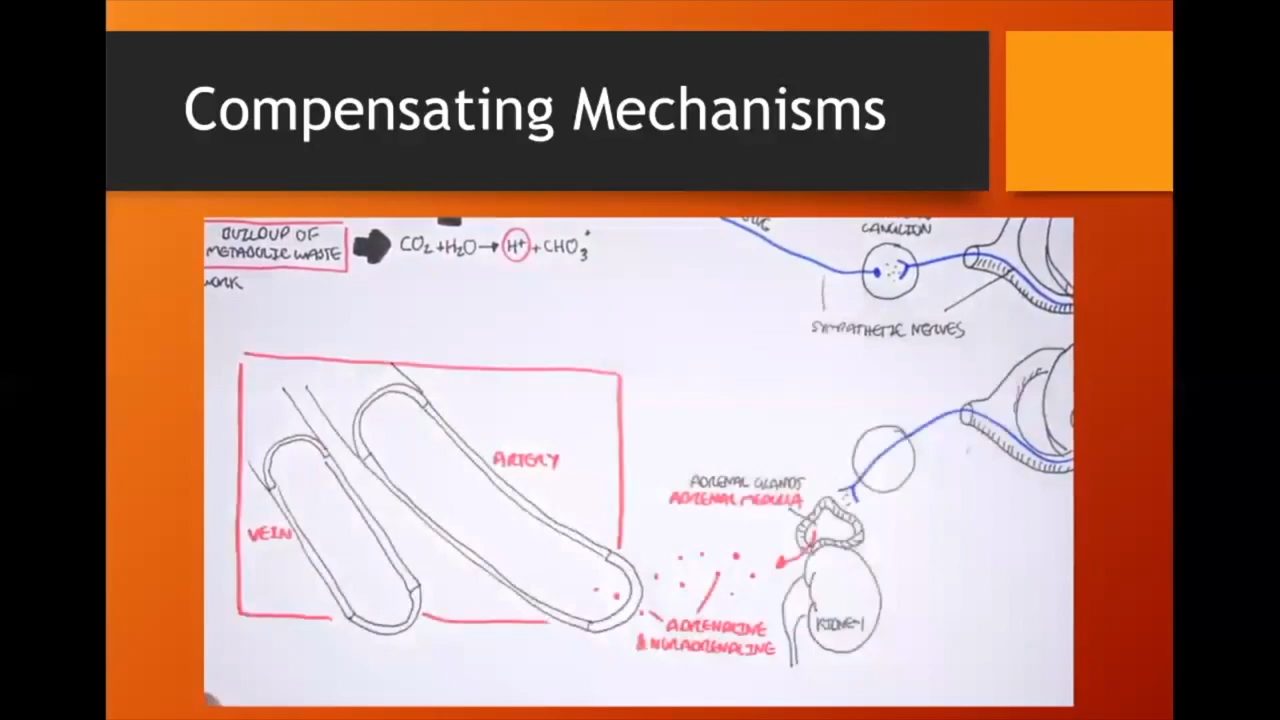 Compensating Mechanisms
BUILDUP OF
METABOLIC WASTE
CO₂+H₂O→H⁺+CHO₃⁺
WORK
GANGLION
SYMPATHETIC NERVES
ARTERY
VEIN
ADRENAL GLANDS
ADRENAL MEDULLA
ADRENALINE
& NORADRENALINE
KIDNEY